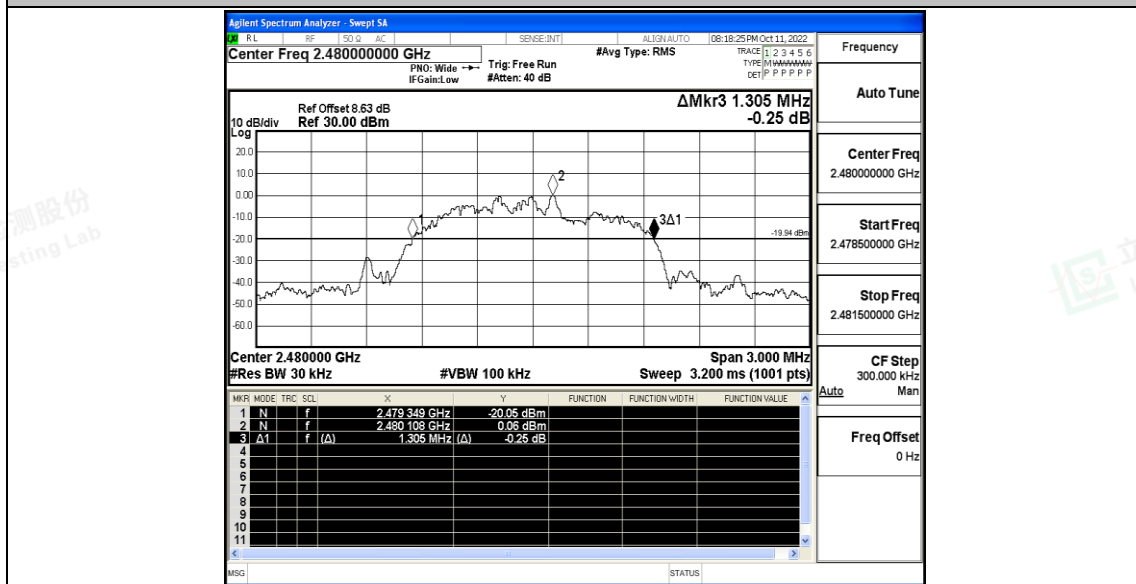 Agilent Spectrum Analyzer - Swept SA
RL RF 50 Ω AC SENSE:INT ALIGNAUTO 08:18:25 PM Oct 11, 2022
Center Freq 2.480000000 GHz
PNO: Wide
IFGain:Low
Trig: Free Run
#Atten: 40 dB
#Avg Type: RMS
TRACE 1 2 3 4 5 6
TYPE M
DET P P P P P P
Frequency
ΔMkr3 1.305 MHz
-0.25 dB
Ref Offset 8.63 dB
10 dB/div Ref 30.00 dBm
Log
20.0
10.0
0.00
-10.0
-20.0
-30.0
-40.0
-50.0
-60.0
1
2
3Δ1
-19.94 dBm
Center 2.480000 GHz Span 3.000 MHz
#Res BW 30 kHz #VBW 100 kHz Sweep 3.200 ms (1001 pts)
MKR MODE TRC SCL X Y FUNCTION FUNCTION WIDTH FUNCTION VALUE
1 N f 2.479 349 GHz -20.05 dBm
2 N f 2.480 108 GHz 0.06 dBm
3 Δ1 f (Δ) 1.305 MHz (Δ) -0.25 dB
4
5
6
7
8
9
10
11
MSG STATUS
Auto Tune
Center Freq
2.480000000 GHz
Start Freq
2.478500000 GHz
Stop Freq
2.481500000 GHz
CF Step
300.000 kHz
Auto Man
Freq Offset
0 Hz
测股份
sting Lab